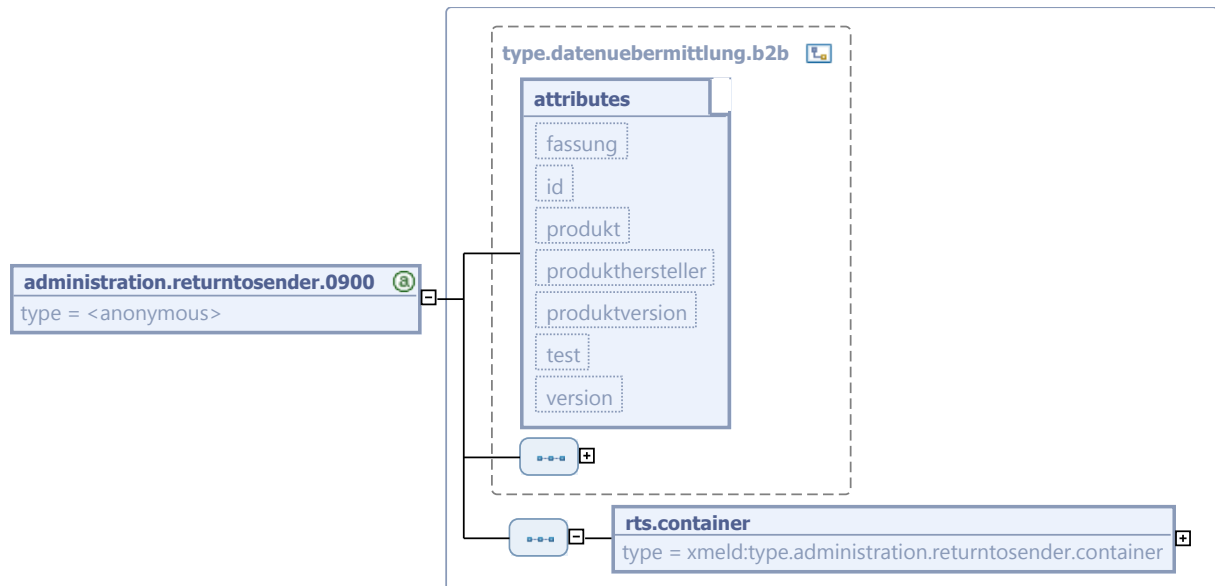 type.datenuebermittlung.b2b
attributes
fassung
id
produkt
produkthersteller
produktversion
test
version
administration.returntosender.0900 a
type = <anonymous>
rts.container
type = xmeld:type.administration.returntosender.container